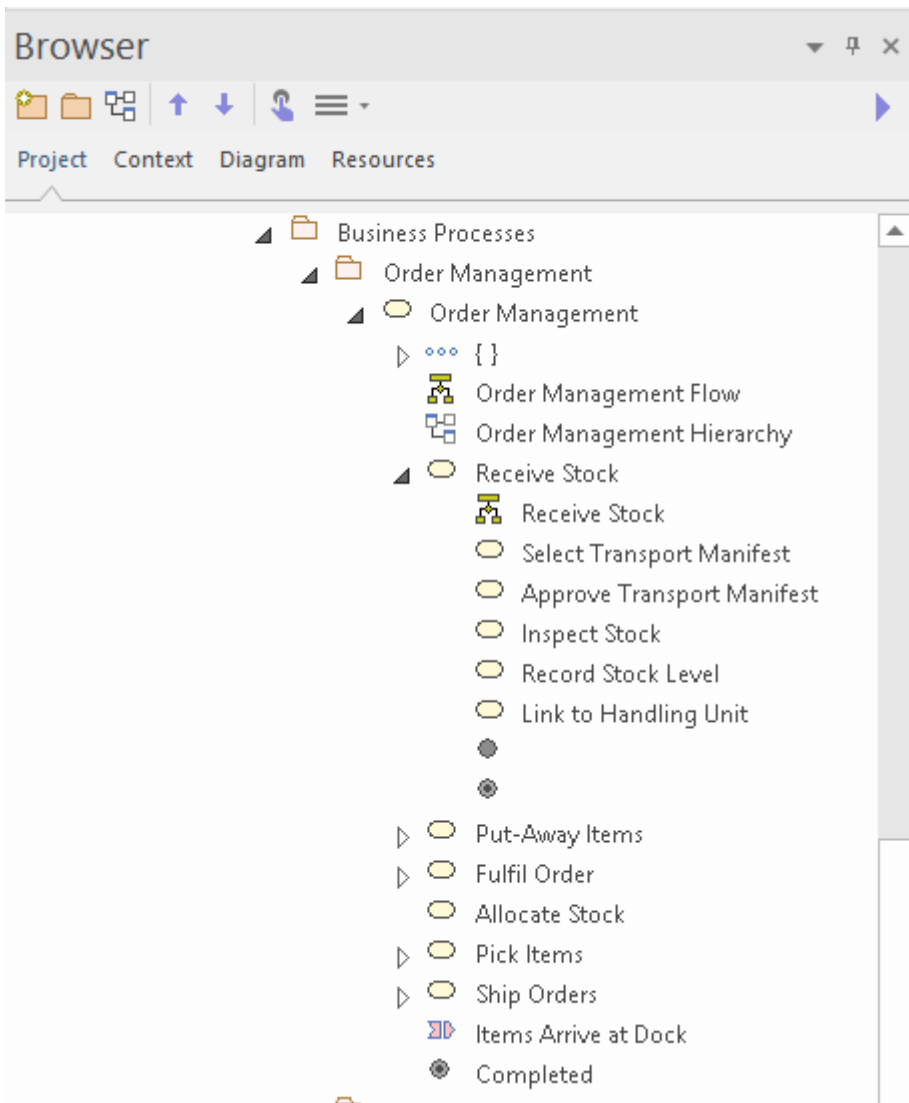 Browser
Project Context Diagram Resources
Business Processes
Order Management
Order Management
{ }
Order Management Flow
Order Management Hierarchy
Receive Stock
Receive Stock
Select Transport Manifest
Approve Transport Manifest
Inspect Stock
Record Stock Level
Link to Handling Unit
Put-Away Items
Fulfil Order
Allocate Stock
Pick Items
Ship Orders
Items Arrive at Dock
Completed